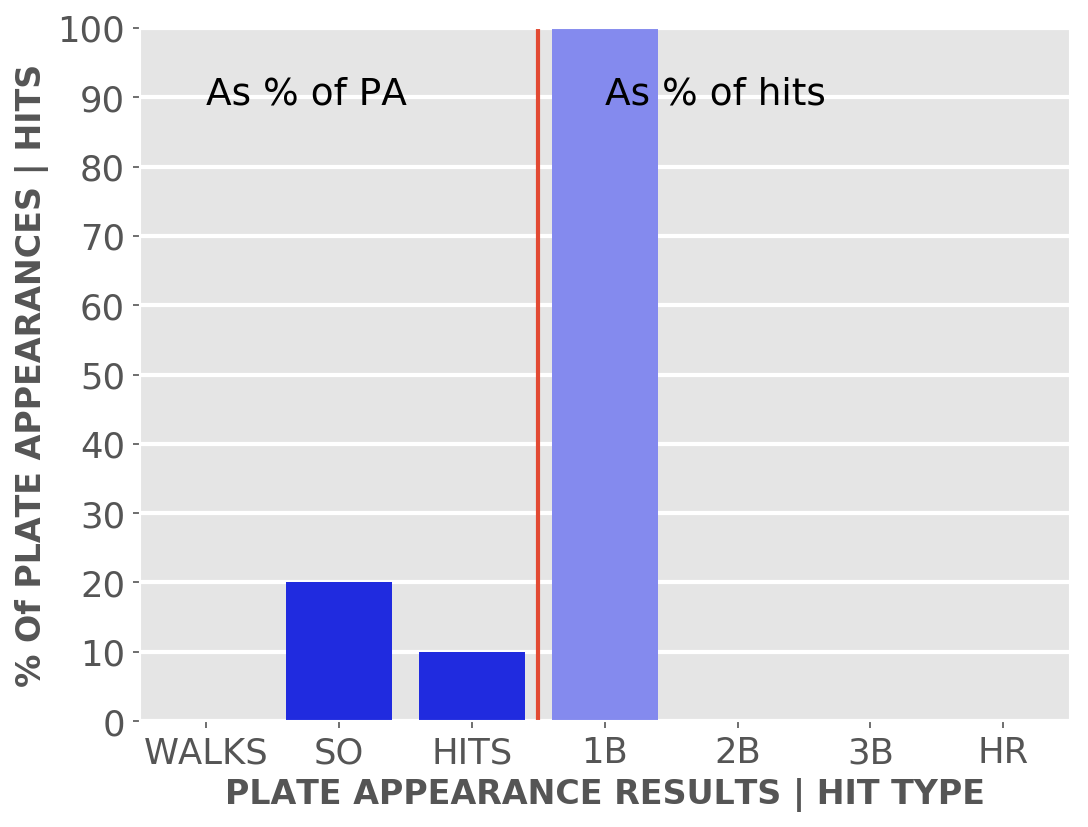 % Of PLATE APPEARANCES | HITS
100
90
80
70
60
50
40
30
20
10
0
As % of PA
As % of hits
WALKS SO HITS 1B 2B 3B HR
PLATE APPEARANCE RESULTS | HIT TYPE